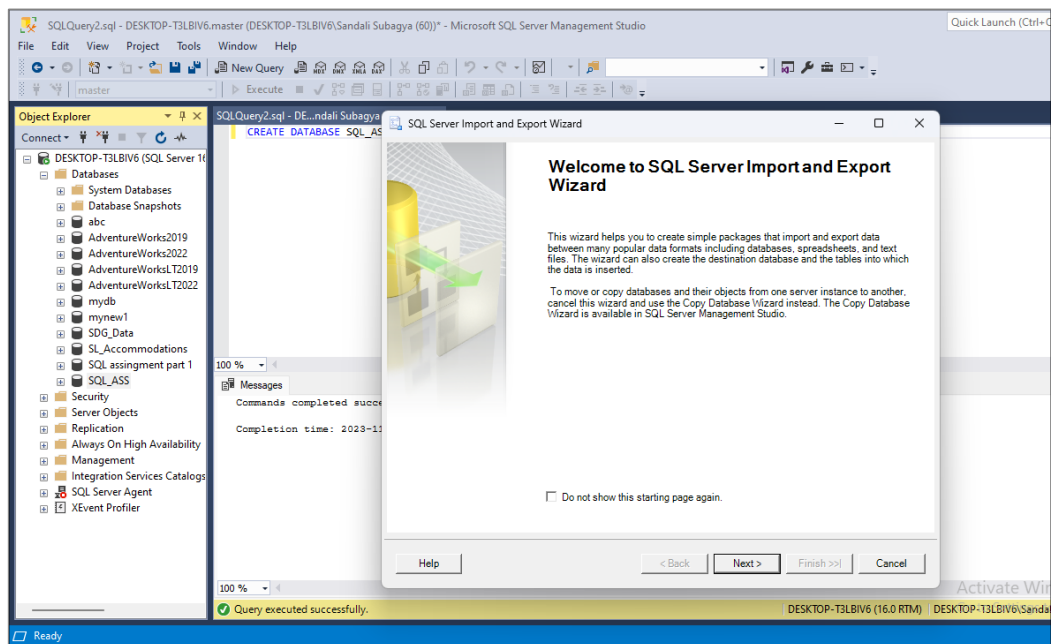 SQLQuery2.sql - DESKTOP-T3LBIV6.master (DESKTOP-T3LBIV6\Sandali Subagya (60))* - Microsoft SQL Server Management Studio
Quick Launch (Ctrl+
File Edit View Project Tools Window Help
New Query MDX DMX XMLA DAX
master Execute
Object Explorer
Connect
DESKTOP-T3LBIV6 (SQL Server 16
Databases
System Databases
Database Snapshots
abc
AdventureWorks2019
AdventureWorks2022
AdventureWorksLT2019
AdventureWorksLT2022
mydb
mynew1
SDG_Data
SL_Accommodations
SQL assingment part 1
SQL_ASS
Security
Server Objects
Replication
Always On High Availability
Management
Integration Services Catalogs
SQL Server Agent
XEvent Profiler
SQLQuery2.sql - DE...ndali Subagya
CREATE DATABASE SQL_AS
100 %
Messages
Commands completed succe
Completion time: 2023-11
100 %
SQL Server Import and Export Wizard
Welcome to SQL Server Import and Export
Wizard
This wizard helps you to create simple packages that import and export data
between many popular data formats including databases, spreadsheets, and text
files. The wizard can also create the destination database and the tables into which
the data is inserted.
To move or copy databases and their objects from one server instance to another,
cancel this wizard and use the Copy Database Wizard instead. The Copy Database
Wizard is available in SQL Server Management Studio.
Do not show this starting page again.
Help < Back Next > Finish >>| Cancel
Activate Win
Query executed successfully.
DESKTOP-T3LBIV6 (16.0 RTM) DESKTOP-T3LBIV6\Sandal
Ready